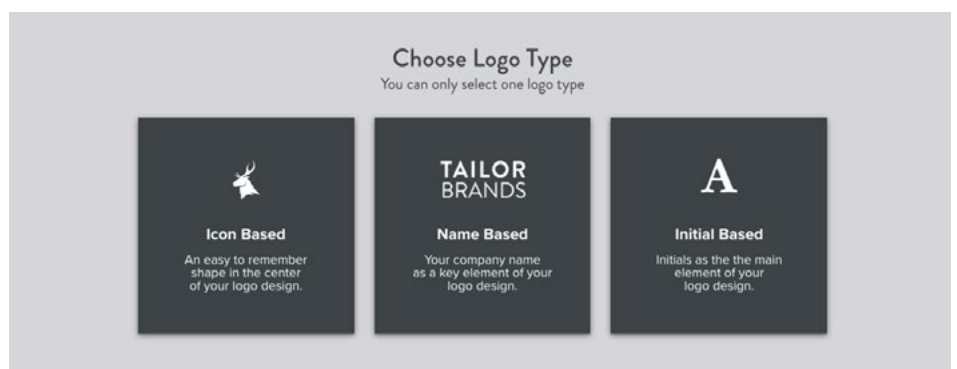 Choose Logo Type
You can only select one logo type
Icon Based
An easy to remember
shape in the center
of your logo design.
TAILOR
BRANDS
Name Based
Your company name
as a key element of your
logo design.
A
Initial Based
Initials as the the main
element of your
logo design.